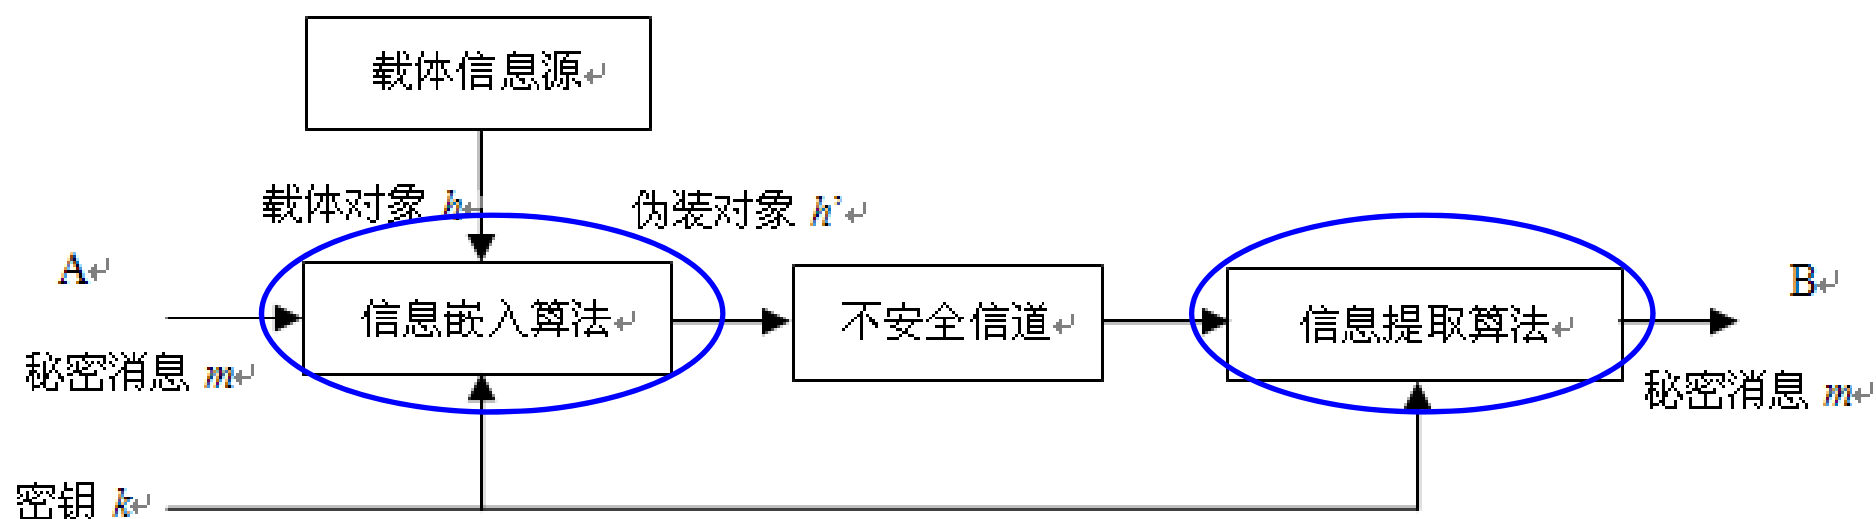 载体信息源
载体对象 h
伪装对象 h’
A
B
信息嵌入算法
不安全信道
信息提取算法
秘密消息 m
秘密消息 m
密钥 k